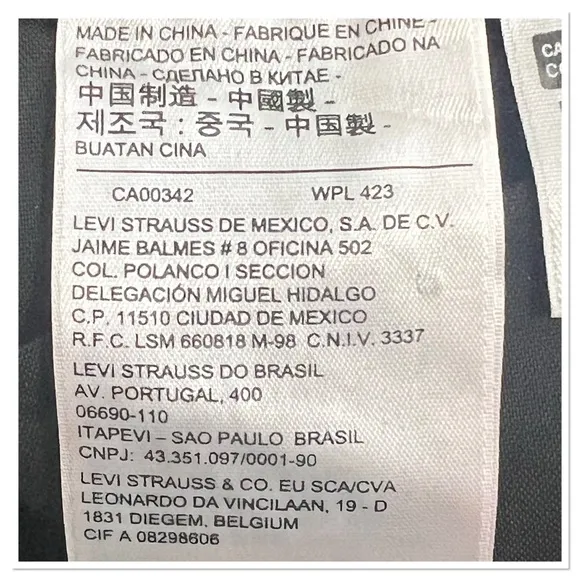 MADE IN CHINA - FABRIQUE EN CHINE -
FABRICADO EN CHINA - FABRICADO NA
CHINA - СДЕЛАНО В КИТАЕ -
中国制造 - 中國製 -
제조국 : 중국 - 中国製 -
BUATAN CINA
CA00342 WPL 423
LEVI STRAUSS DE MEXICO, S.A. DE C.V.
JAIME BALMES # 8 OFICINA 502
COL. POLANCO I SECCION
DELEGACIÓN MIGUEL HIDALGO
C.P. 11510 CIUDAD DE MEXICO
R.F.C. LSM 660818 M-98 C.N.I.V. 3337
LEVI STRAUSS DO BRASIL
AV. PORTUGAL, 400
06690-110
ITAPEVI – SAO PAULO BRASIL
CNPJ: 43.351.097/0001-90
LEVI STRAUSS & CO. EU SCA/CVA
LEONARDO DA VINCILAAN, 19 - D
1831 DIEGEM, BELGIUM
CIF A 08298606